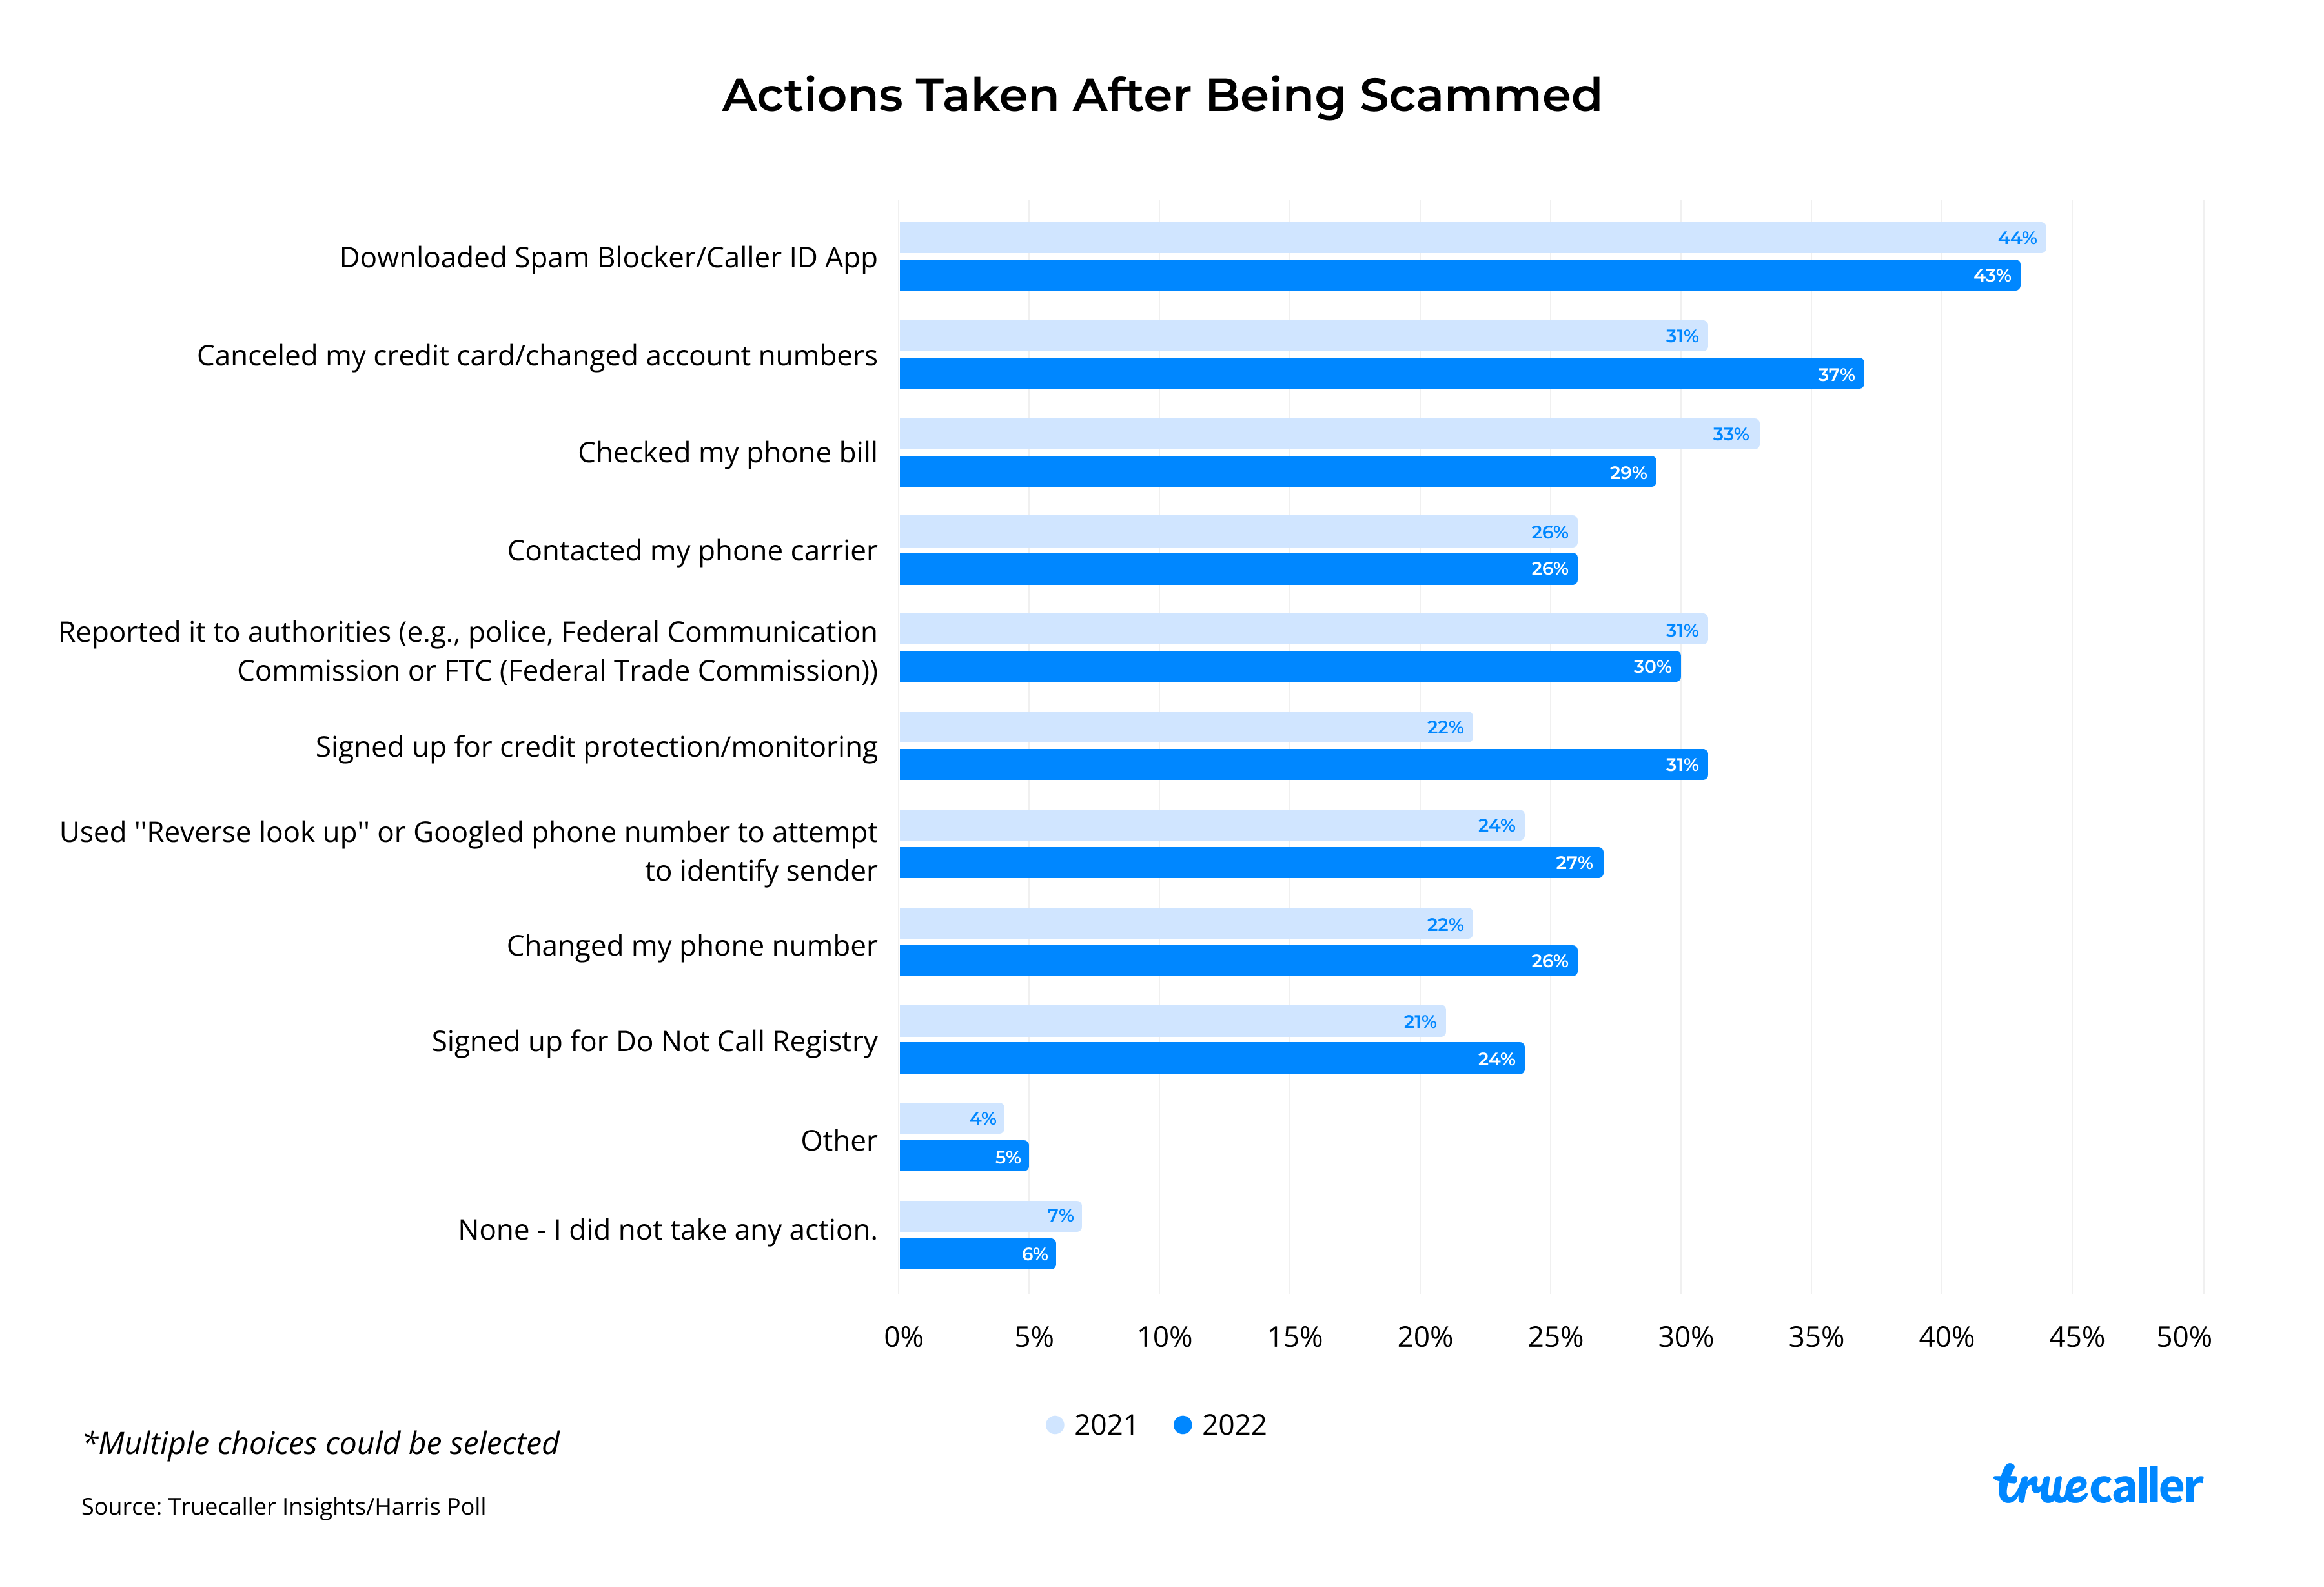 Actions Taken After Being Scammed
Downloaded Spam Blocker/Caller ID App
44%
43%
Canceled my credit card/changed account numbers
31%
37%
Checked my phone bill
33%
29%
Contacted my phone carrier
26%
26%
Reported it to authorities (e.g., police, Federal Communication
Commission or FTC (Federal Trade Commission))
31%
30%
Signed up for credit protection/monitoring
22%
31%
Used ''Reverse look up'' or Googled phone number to attempt
to identify sender
24%
27%
Changed my phone number
22%
26%
Signed up for Do Not Call Registry
21%
24%
Other
4%
5%
None - I did not take any action.
7%
6%
0% 5% 10% 15% 20% 25% 30% 35% 40% 45% 50%
2021 2022
*Multiple choices could be selected
Source: Truecaller Insights/Harris Poll
truecaller